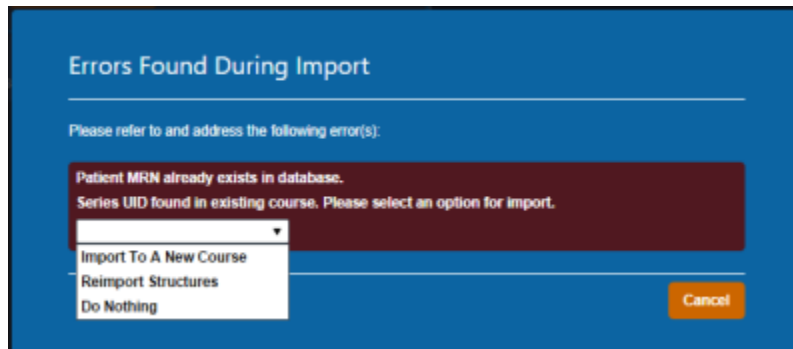 Errors Found During Import
Please refer to and address the following error(s):
Patient MRN already exists in database.
Series UID found in existing course. Please select an option for import.
Import To A New Course
Reimport Structures
Do Nothing
Cancel